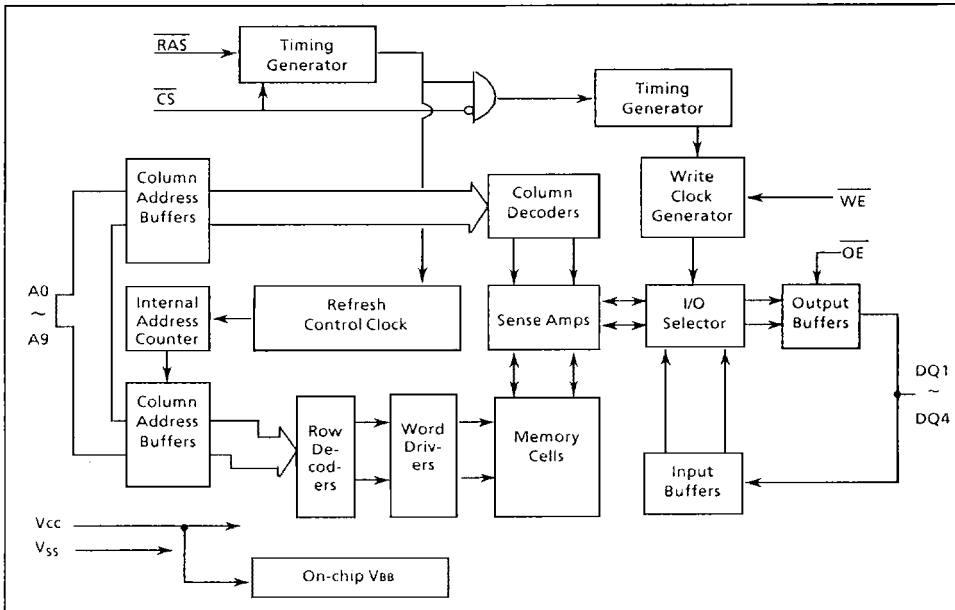 RAS
Timing
Generator
CS
Timing
Generator
Column
Address
Buffers
Column
Decoders
Write
Clock
Generator
WE
OE
A0
~
A9
Internal
Address
Counter
Refresh
Control Clock
Sense Amps
I/O
Selector
Output
Buffers
DQ1
~
DQ4
Column
Address
Buffers
Row
De-
cod-
ers
Word
Driv-
ers
Memory
Cells
Input
Buffers
Vcc
Vss
On-chip VBB